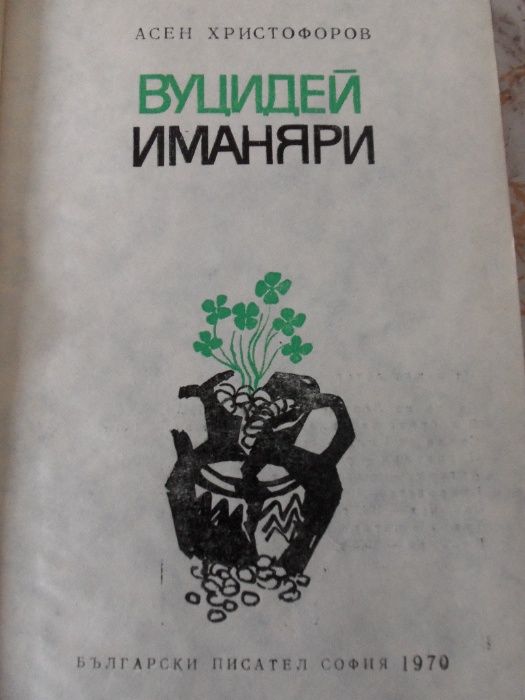 АСЕН ХРИСТОФОРОВ
ВУЦИДЕЙ
ИМАНЯРИ
БЪЛГАРСКИ ПИСАТЕЛ СОФИЯ 1970